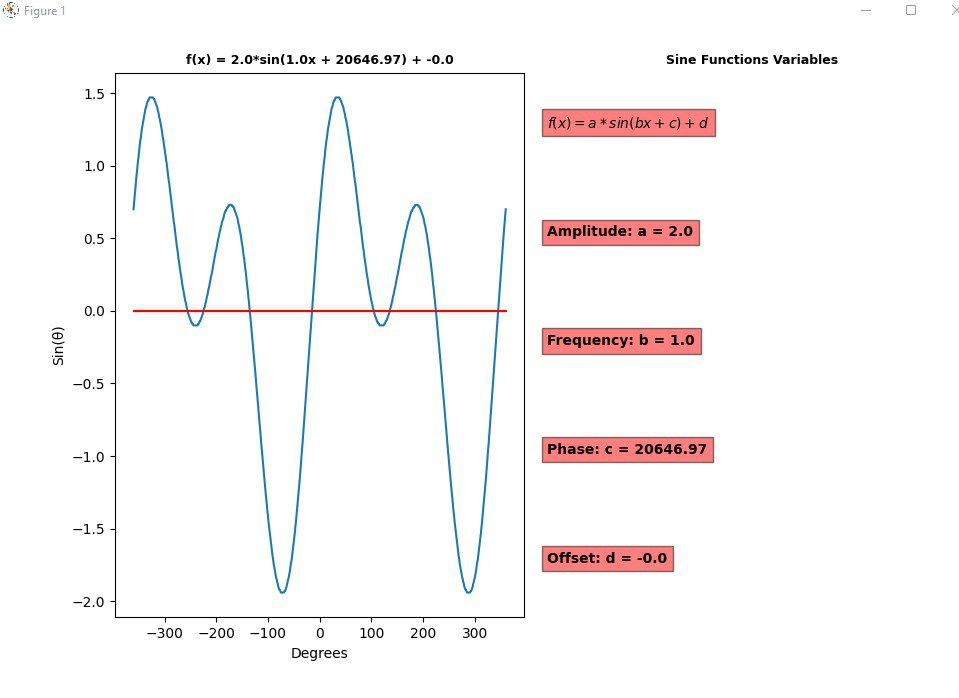 Figure 1
f(x) = 2.0*sin(1.0x + 20646.97) + -0.0
Sine Functions Variables
1.5
1.0
0.5
0.0
−0.5
−1.0
−1.5
−2.0
Sin(θ)
−300 −200 −100 0 100 200 300
Degrees
f(x) = a * sin(bx + c) + d
Amplitude: a = 2.0
Frequency: b = 1.0
Phase: c = 20646.97
Offset: d = -0.0